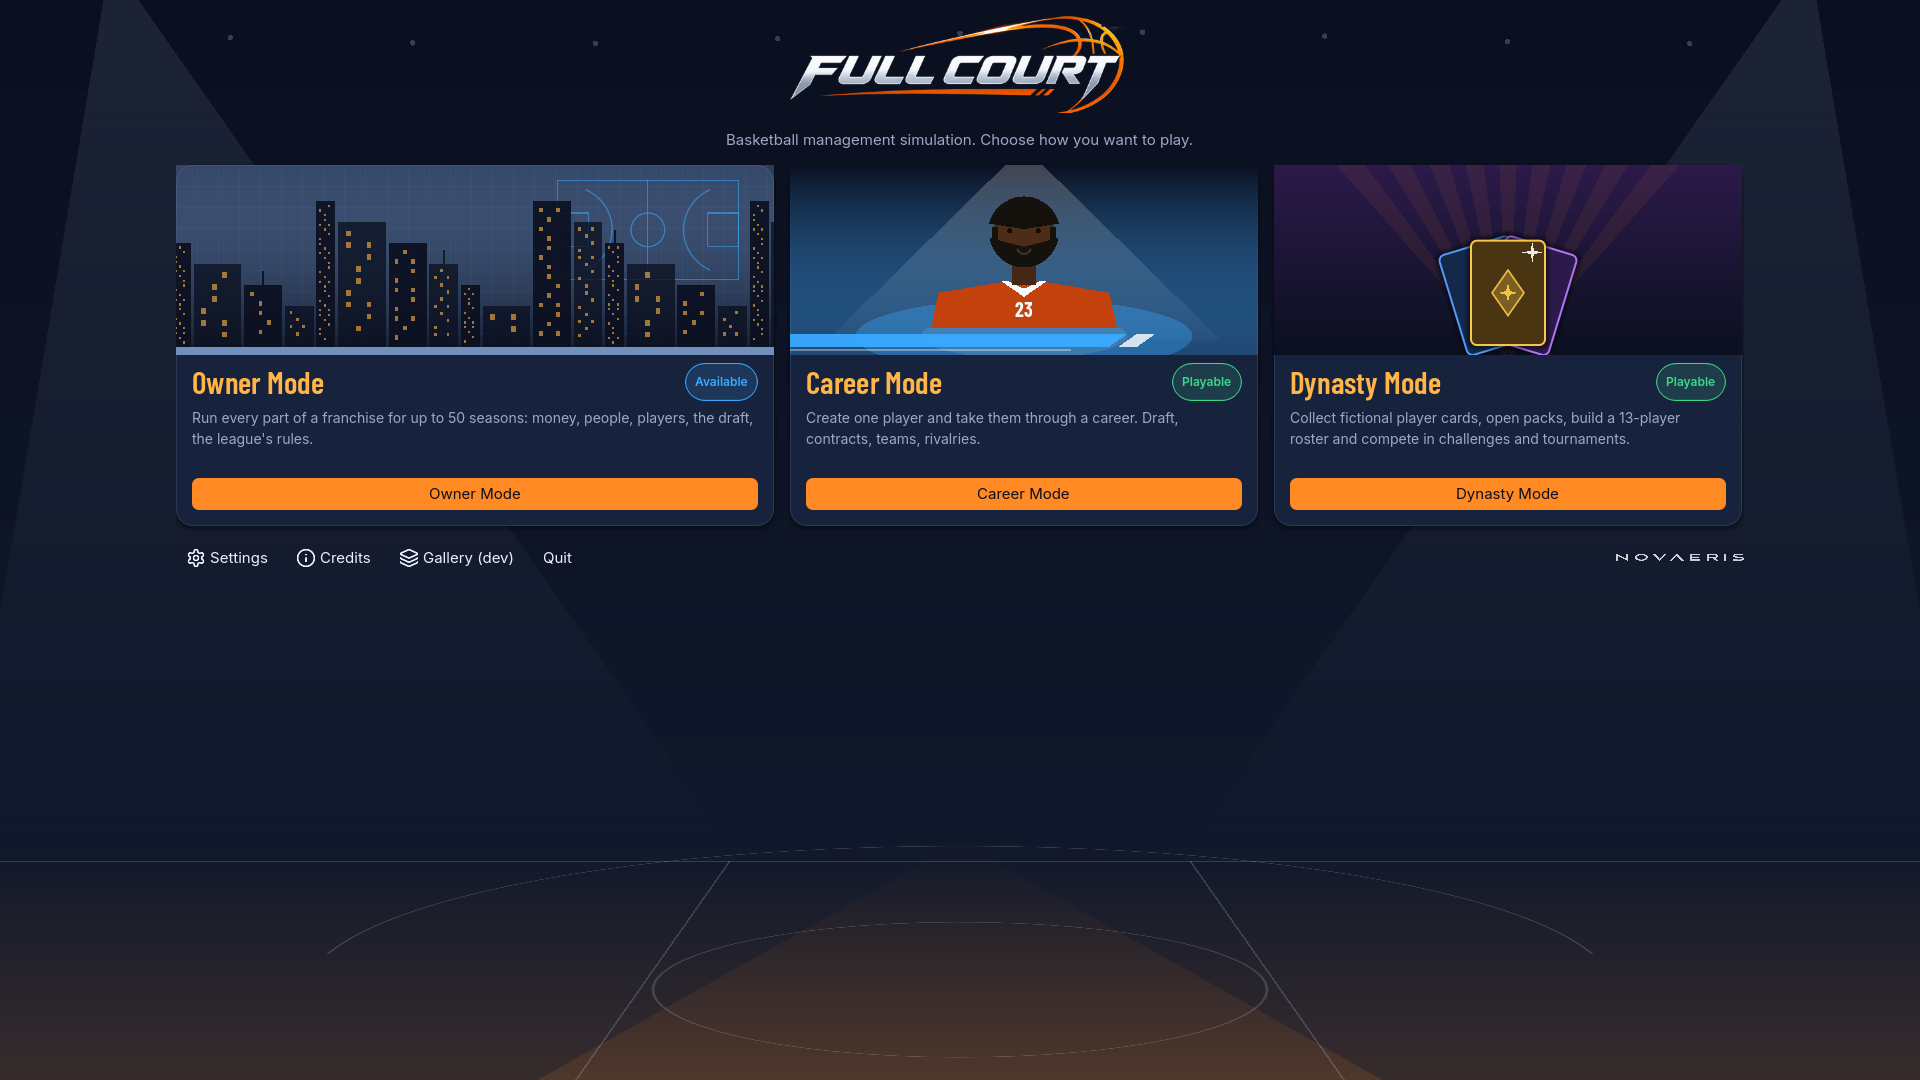 FULL COURT
Basketball management simulation. Choose how you want to play.
23
Owner Mode
Available
Run every part of a franchise for up to 50 seasons: money, people, players, the draft,
the league's rules.
Owner Mode
Career Mode
Playable
Create one player and take them through a career. Draft,
contracts, teams, rivalries.
Career Mode
Dynasty Mode
Playable
Collect fictional player cards, open packs, build a 13-player
roster and compete in challenges and tournaments.
Dynasty Mode
Settings
Credits
Gallery (dev)
Quit
NOVAERIS